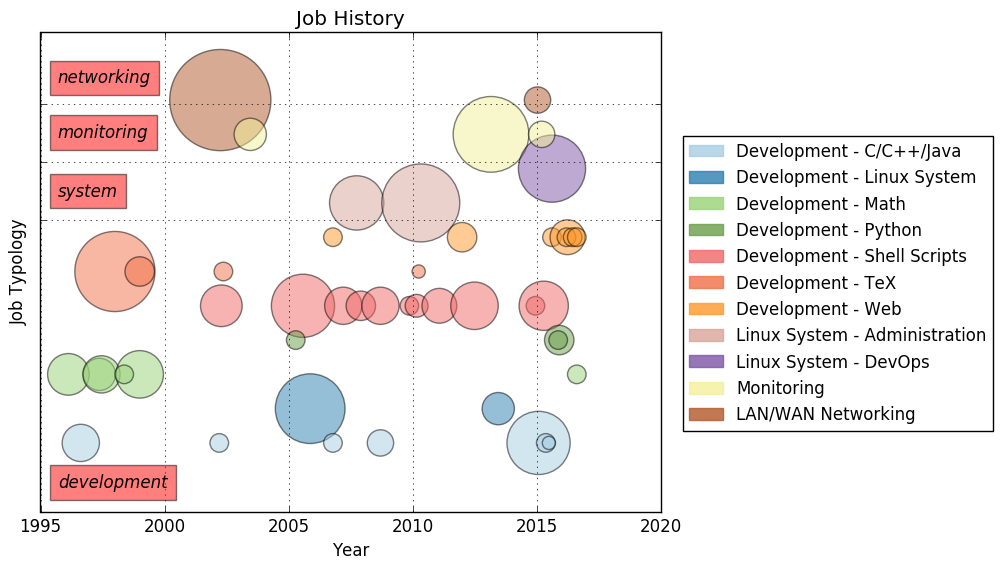 Job History
networking
monitoring
system
development
Job Typology
1995 2000 2005 2010 2015 2020
Year
Development - C/C++/Java
Development - Linux System
Development - Math
Development - Python
Development - Shell Scripts
Development - TeX
Development - Web
Linux System - Administration
Linux System - DevOps
Monitoring
LAN/WAN Networking